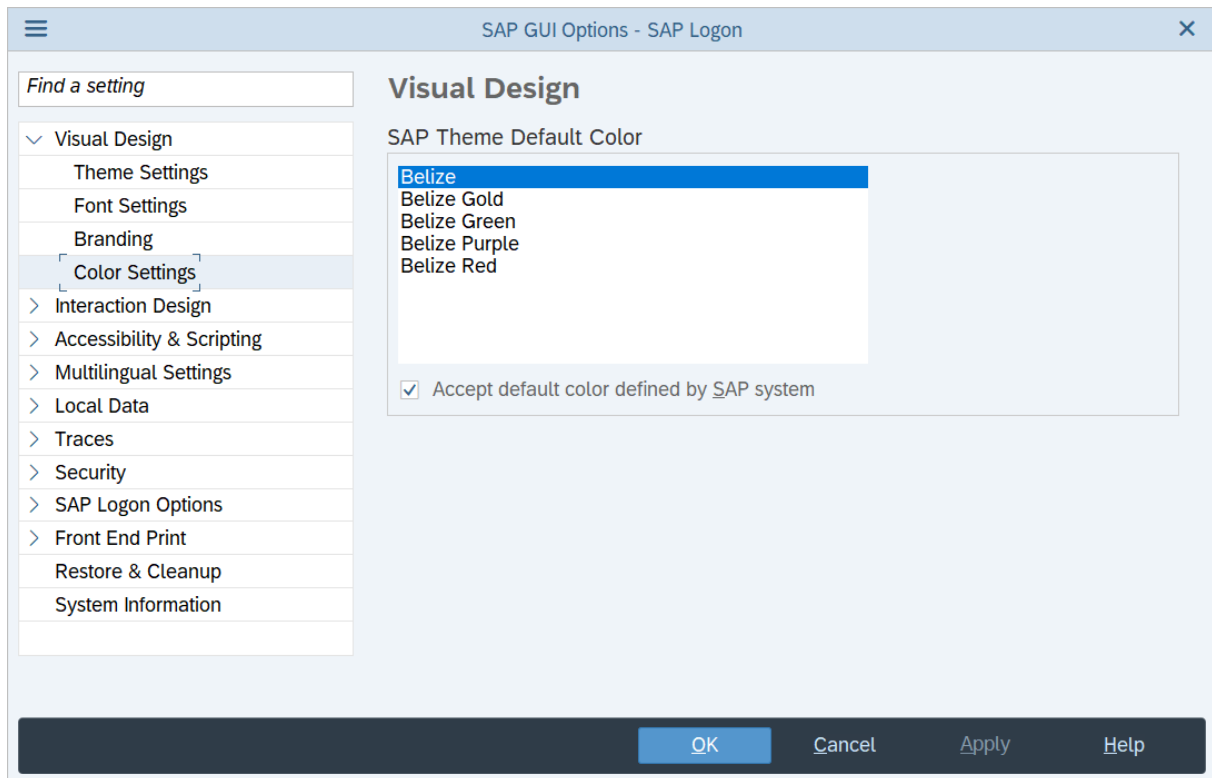 SAP GUI Options - SAP Logon
Find a setting
Visual Design
Theme Settings
Font Settings
Branding
Color Settings
Interaction Design
Accessibility & Scripting
Multilingual Settings
Local Data
Traces
Security
SAP Logon Options
Front End Print
Restore & Cleanup
System Information
Visual Design
SAP Theme Default Color
Belize
Belize Gold
Belize Green
Belize Purple
Belize Red
Accept default color defined by SAP system
OK Cancel Apply Help